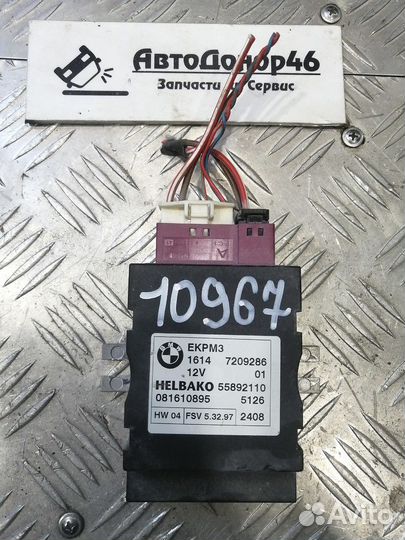 АвтоДонор46
Запчасти и Сервис
10967
BMW
EKPM3
1614 7209286
12V 01
HELBAKO 55892110
081610895 5126
HW 04 FSV 5.32.97 2408
Avito